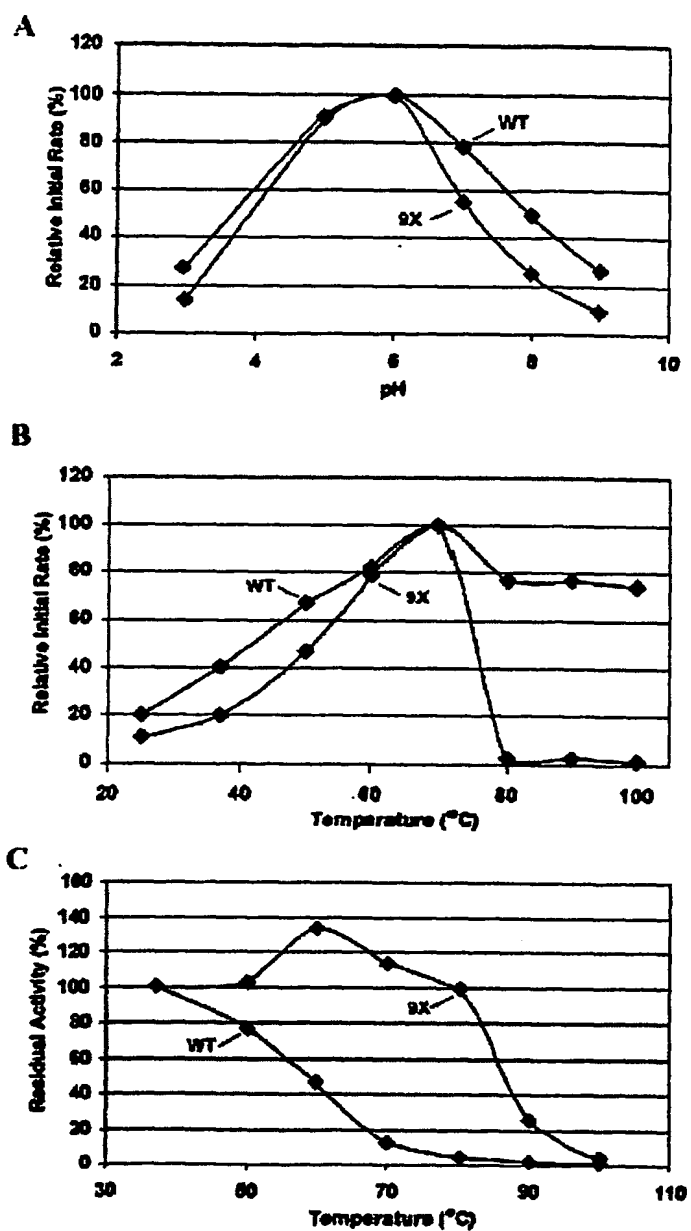 A
Relative Initial Rate (%)
120
100
80
60
40
20
0
WT
9X
2 4 6 8 10
pH
B
Relative Initial Rate (%)
120
100
80
60
40
20
0
WT
9X
20 40 60 80 100
Temperature (°C)
C
Residual Activity (%)
160
140
120
100
80
60
40
20
0
WT
9X
30 50 70 90 110
Temperature (°C)